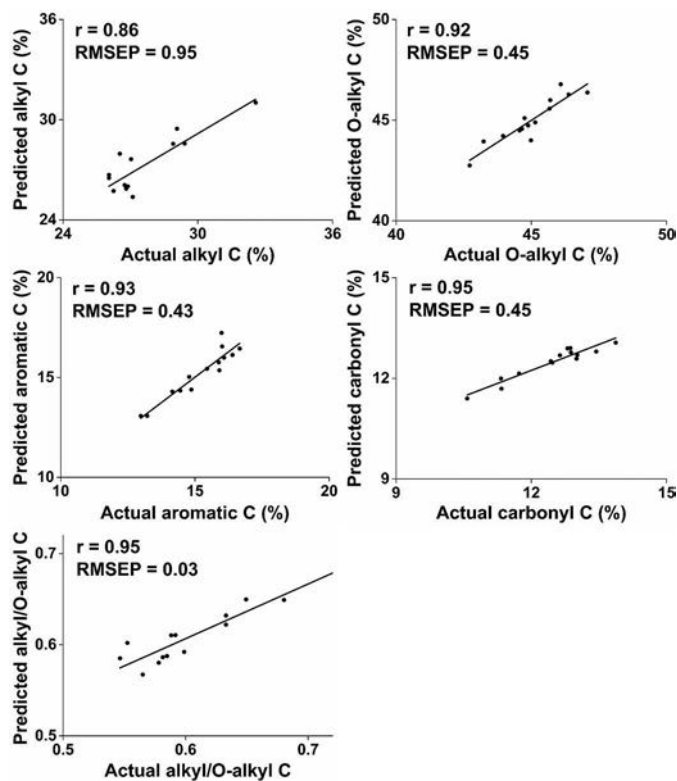 r = 0.86
RMSEP = 0.95
Predicted alkyl C (%)
36
30
24
24
30
36
Actual alkyl C (%)
r = 0.92
RMSEP = 0.45
Predicted O-alkyl C (%)
50
45
40
40
45
50
Actual O-alkyl C (%)
r = 0.93
RMSEP = 0.43
Predicted aromatic C (%)
20
15
10
10
15
20
Actual aromatic C (%)
r = 0.95
RMSEP = 0.45
Predicted carbonyl C (%)
15
12
9
9
12
15
Actual carbonyl C (%)
r = 0.95
RMSEP = 0.03
Predicted alkyl/O-alkyl C
0.7
0.6
0.5
0.5
0.6
0.7
Actual alkyl/O-alkyl C